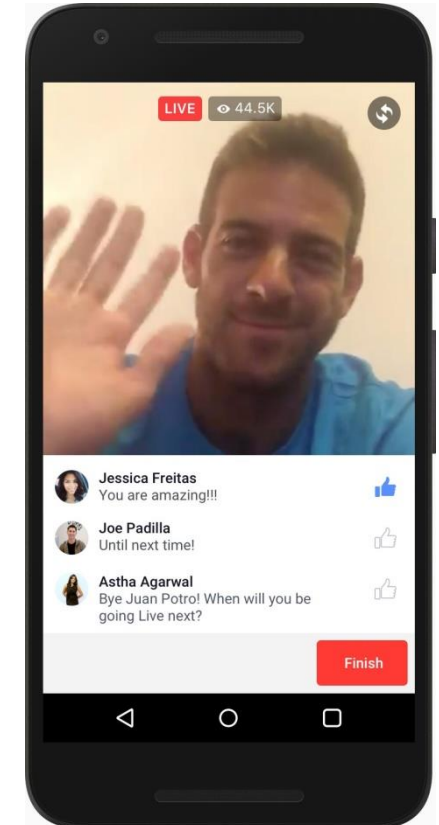 LIVE 44.5K
Jessica Freitas
You are amazing!!!
Joe Padilla
Until next time!
Astha Agarwal
Bye Juan Potro! When will you be
going Live next?
Finish